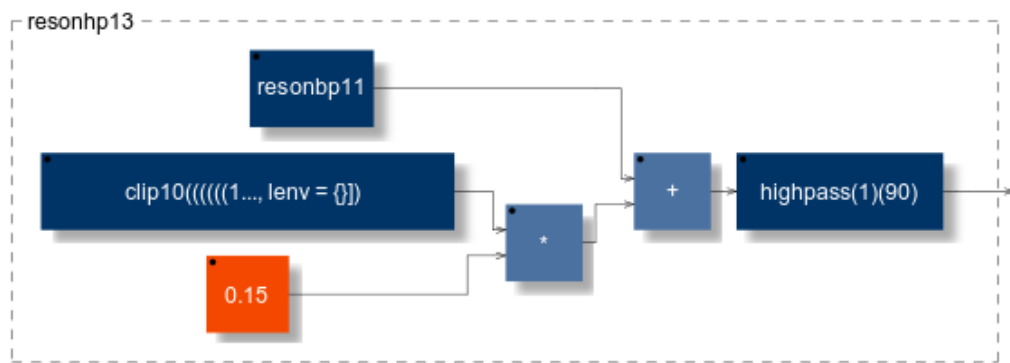 resonhp13
resonbp11
clip10((((((1..., lenv = {}])
+
highpass(1)(90)
*
0.15